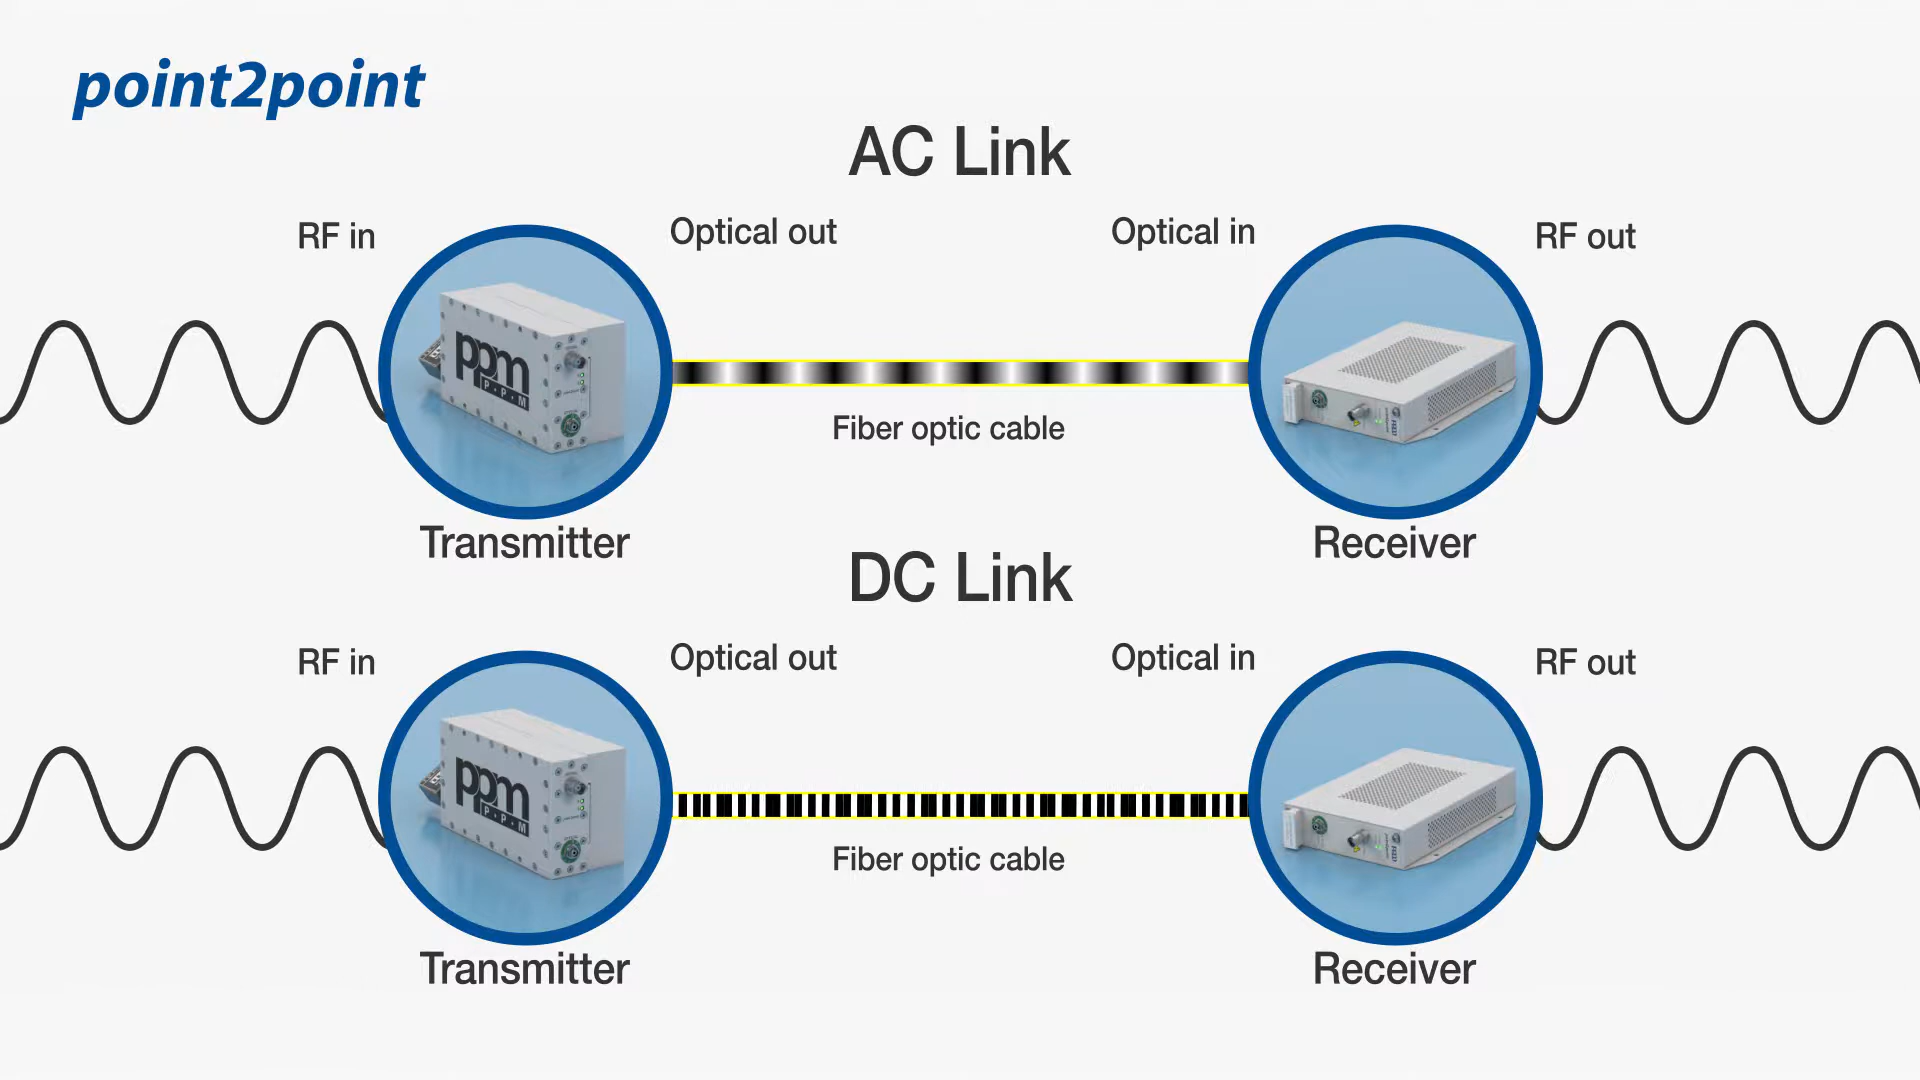 point2point
AC Link
RF in
Optical out
Optical in
RF out
ppm
P·P·M
Fiber optic cable
Transmitter
Receiver
DC Link
RF in
Optical out
Optical in
RF out
ppm
P·P·M
Fiber optic cable
Transmitter
Receiver